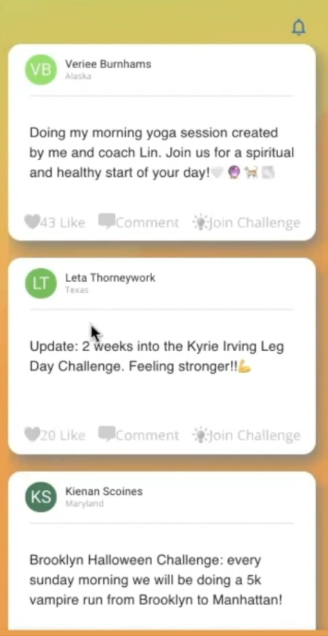 VB
Veriee Burnhams
Alaska
Doing my morning yoga session created
by me and coach Lin. Join us for a spiritual
and healthy start of your day!🤍🔮🐕🏻
43 Like Comment Join Challenge
LT
Leta Thorneywork
Texas
Update: 2 weeks into the Kyrie Irving Leg
Day Challenge. Feeling stronger!!💪
20 Like Comment Join Challenge
KS
Kienan Scoines
Maryland
Brooklyn Halloween Challenge: every
sunday morning we will be doing a 5k
vampire run from Brooklyn to Manhattan!